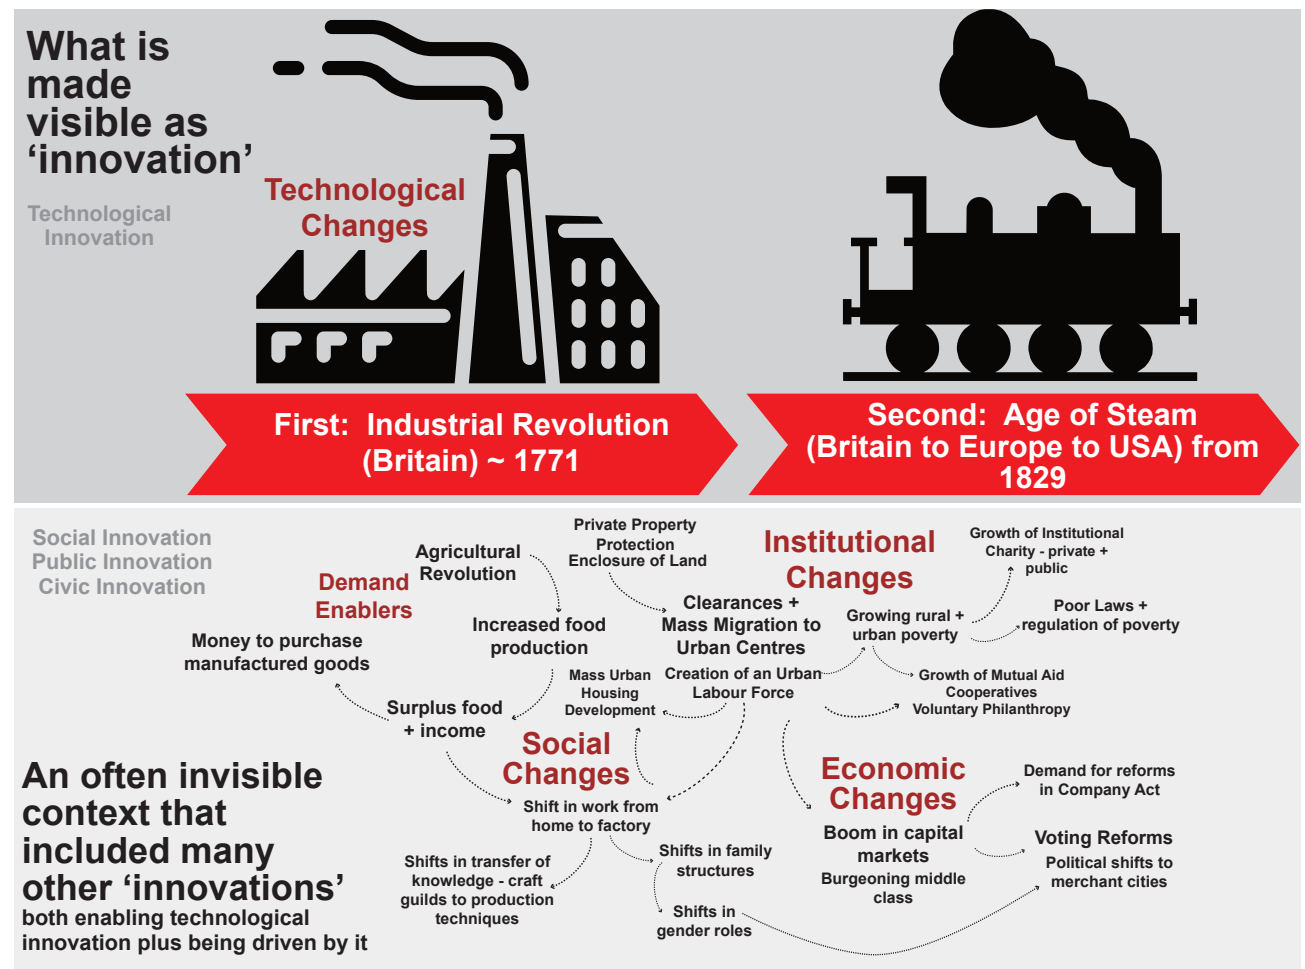 What is
made
visible as
‘innovation’
Technological
Innovation
Technological
Changes
First:  Industrial Revolution
(Britain) ~ 1771
Second:  Age of Steam
(Britain to Europe to USA) from
1829
Social Innovation
Public Innovation
Civic Innovation
Demand
Enablers
Agricultural
Revolution
Increased food
production
Money to purchase
manufactured goods
Surplus food
+ income
Private Property
Protection
Enclosure of Land
Clearances +
Mass Migration to
Urban Centres
Creation of an Urban
Labour Force
Mass Urban
Housing
Development
Institutional
Changes
Growing rural +
urban poverty
Growth of Institutional
Charity - private +
public
Poor Laws +
regulation of poverty
Growth of Mutual Aid
Cooperatives
Voluntary Philanthropy
Social
Changes
Shift in work from
home to factory
Shifts in transfer of
knowledge - craft
guilds to production
techniques
Shifts in family
structures
Shifts in
gender roles
Economic
Changes
Boom in capital
markets
Burgeoning middle
class
Demand for reforms
in Company Act
Voting Reforms
Political shifts to
merchant cities
An often invisible
context that
included many
other ‘innovations’
both enabling technological
innovation plus being driven by it